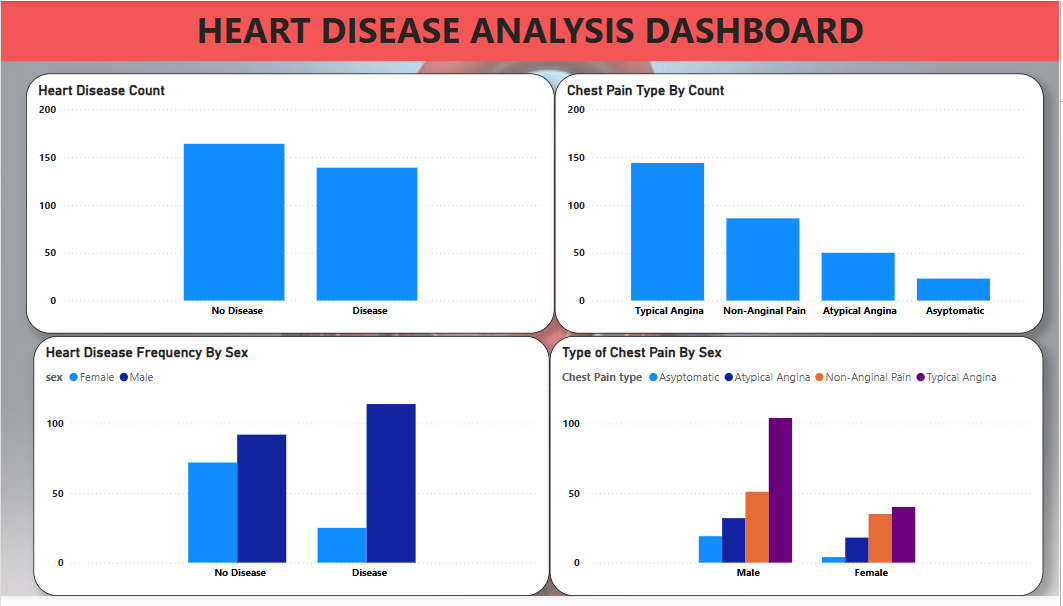 HEART DISEASE ANALYSIS DASHBOARD
Heart Disease Count
200
150
100
50
0
No Disease Disease
Chest Pain Type By Count
200
150
100
50
0
Typical Angina Non-Anginal Pain Atypical Angina Asyptomatic
Heart Disease Frequency By Sex
sex Female Male
100
50
0
No Disease Disease
Type of Chest Pain By Sex
Chest Pain type Asyptomatic Atypical Angina Non-Anginal Pain Typical Angina
100
50
0
Male Female